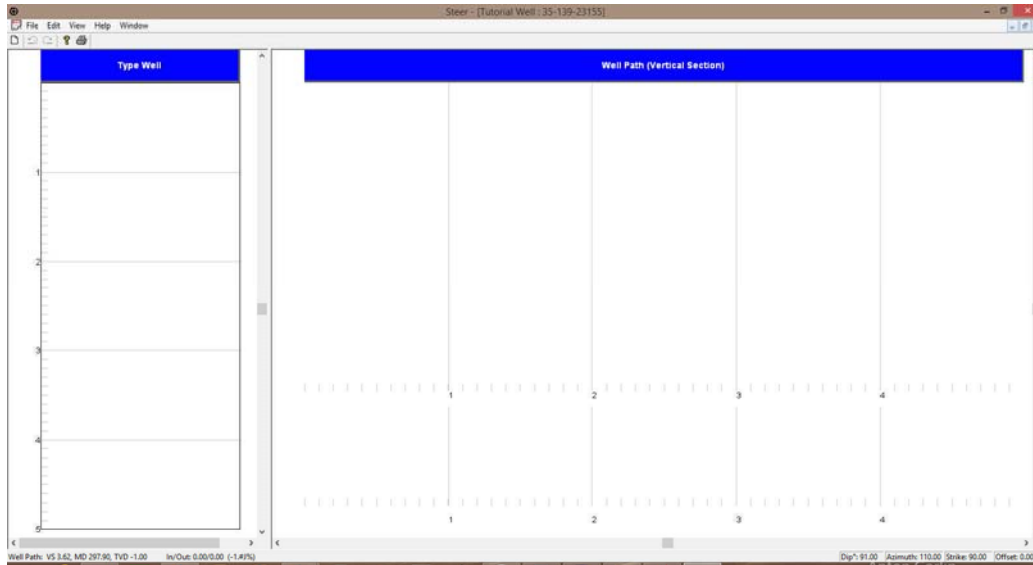 Steer - [Tutorial Well : 35-139-23155]
File Edit View Help Window
Type Well
Well Path (Vertical Section)
1
2
3
4
5
1 2 3 4
1 2 3 4
Well Path: VS 3.62, MD 297.90, TVD -1.00 In/Out: 0.00/0.00 (-1.#J%)
Dip°: 91.00 Azimuth: 110.00 Strike: 90.00 Offset: 0.00